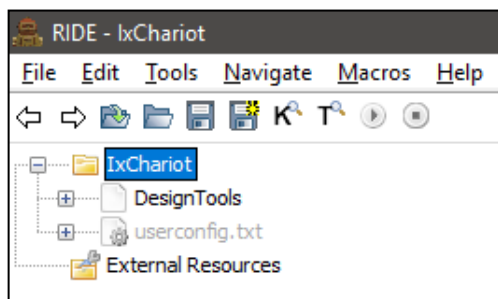 RIDE - IxChariot
File Edit Tools Navigate Macros Help
K T
IxChariot
DesignTools
userconfig.txt
External Resources